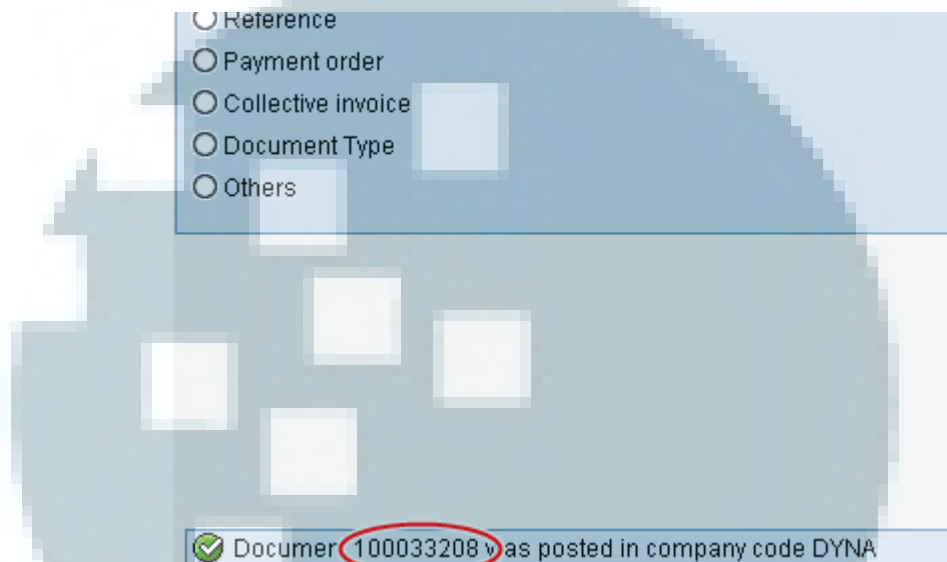 Reference
Payment order
Collective invoice
Document Type
Others
Document 100033208 was posted in company code DYNA